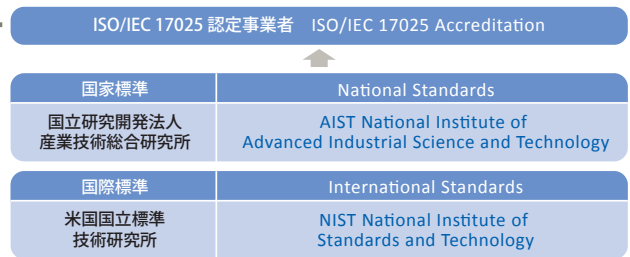 ISO/IEC 17025 認定事業者 ISO/IEC 17025 Accreditation
国家標準
National Standards
国立研究開発法人
産業技術総合研究所
AIST National Institute of
Advanced Industrial Science and Technology
国際標準
International Standards
米国国立標準
技術研究所
NIST National Institute of
Standards and Technology